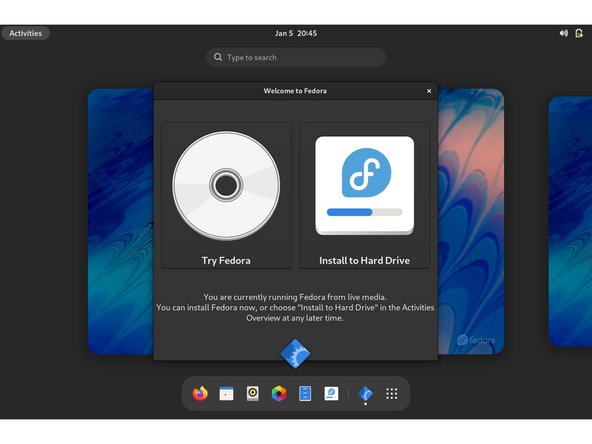 Activities
Jan 5 20:45
Type to search
Welcome to Fedora
Try Fedora
Install to Hard Drive
You are currently running Fedora from live media.
You can install Fedora now, or choose "Install to Hard Drive" in the Activities
Overview at any later time.
fedora